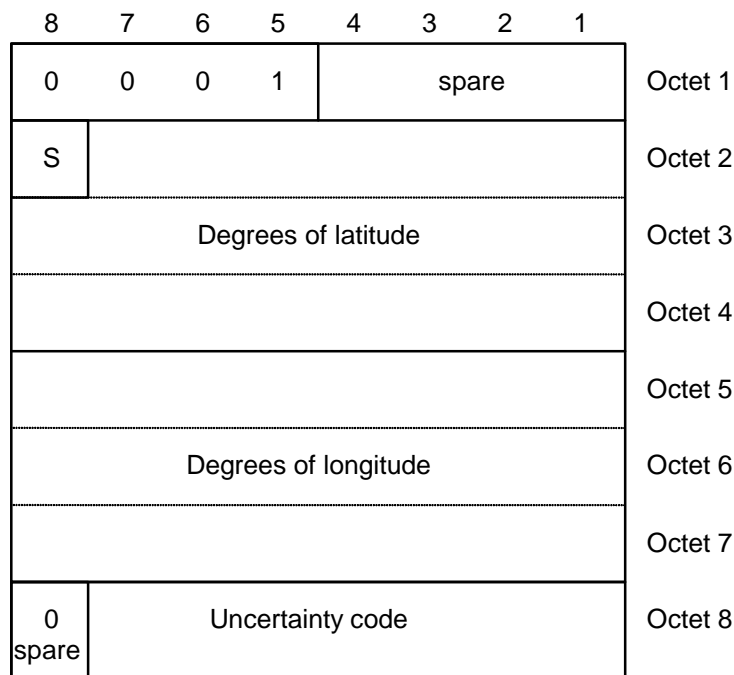 8 7 6 5 4 3 2 1
0 0 0 1 spare Octet 1
S Octet 2
Degrees of latitude Octet 3
Octet 4
Octet 5
Degrees of longitude Octet 6
Octet 7
0 Uncertainty code Octet 8
spare